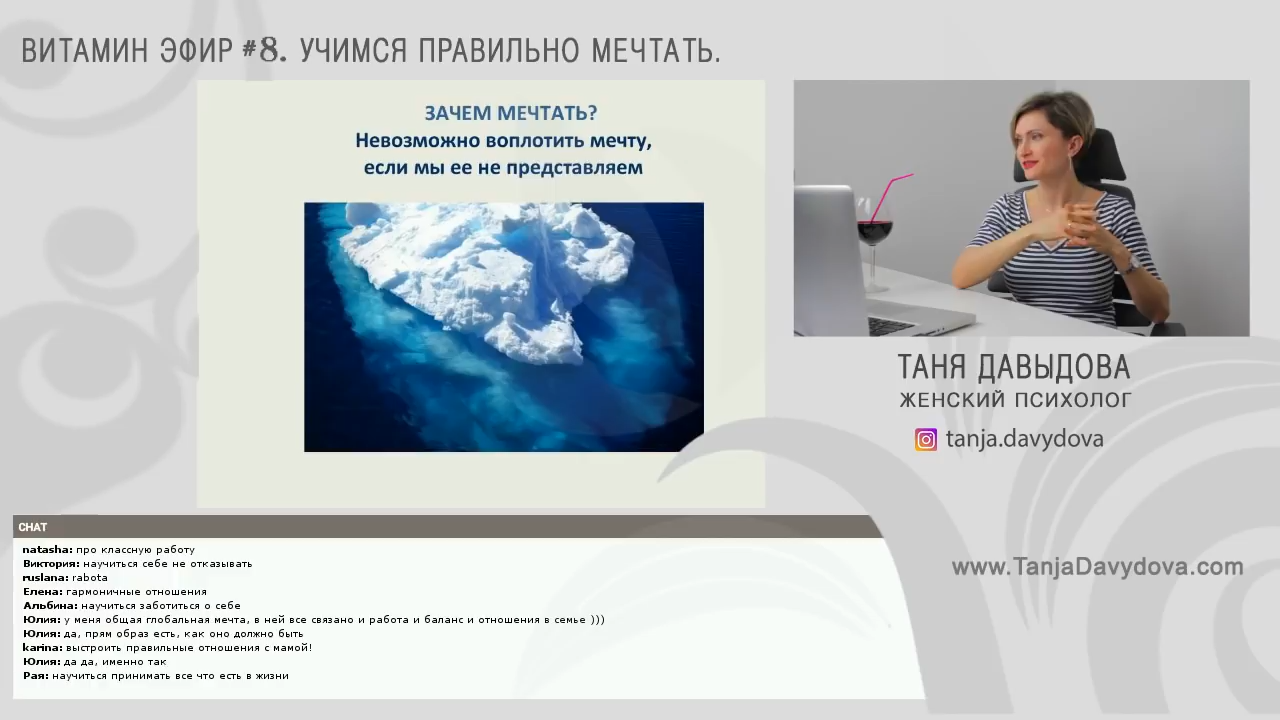 ВИТАМИН ЭФИР #8. УЧИМСЯ ПРАВИЛЬНО МЕЧТАТЬ.
ЗАЧЕМ МЕЧТАТЬ?
Невозможно воплотить мечту,
если мы ее не представляем
ТАНЯ ДАВЫДОВА
ЖЕНСКИЙ ПСИХОЛОГ
tanja.davydova
www.TanjaDavydova.com
CHAT
natasha: про классную работу
Виктория: научиться себе не отказывать
ruslana: rabota
Елена: гармоничные отношения
Альбина: научиться заботиться о себе
Юлия: у меня общая глобальная мечта, в ней все связано и работа и баланс и отношения в семье )))
Юлия: да, прям образ есть, как оно должно быть
karina: выстроить правильные отношения с мамой!
Юлия: да да, именно так
Рая: научиться принимать все что есть в жизни